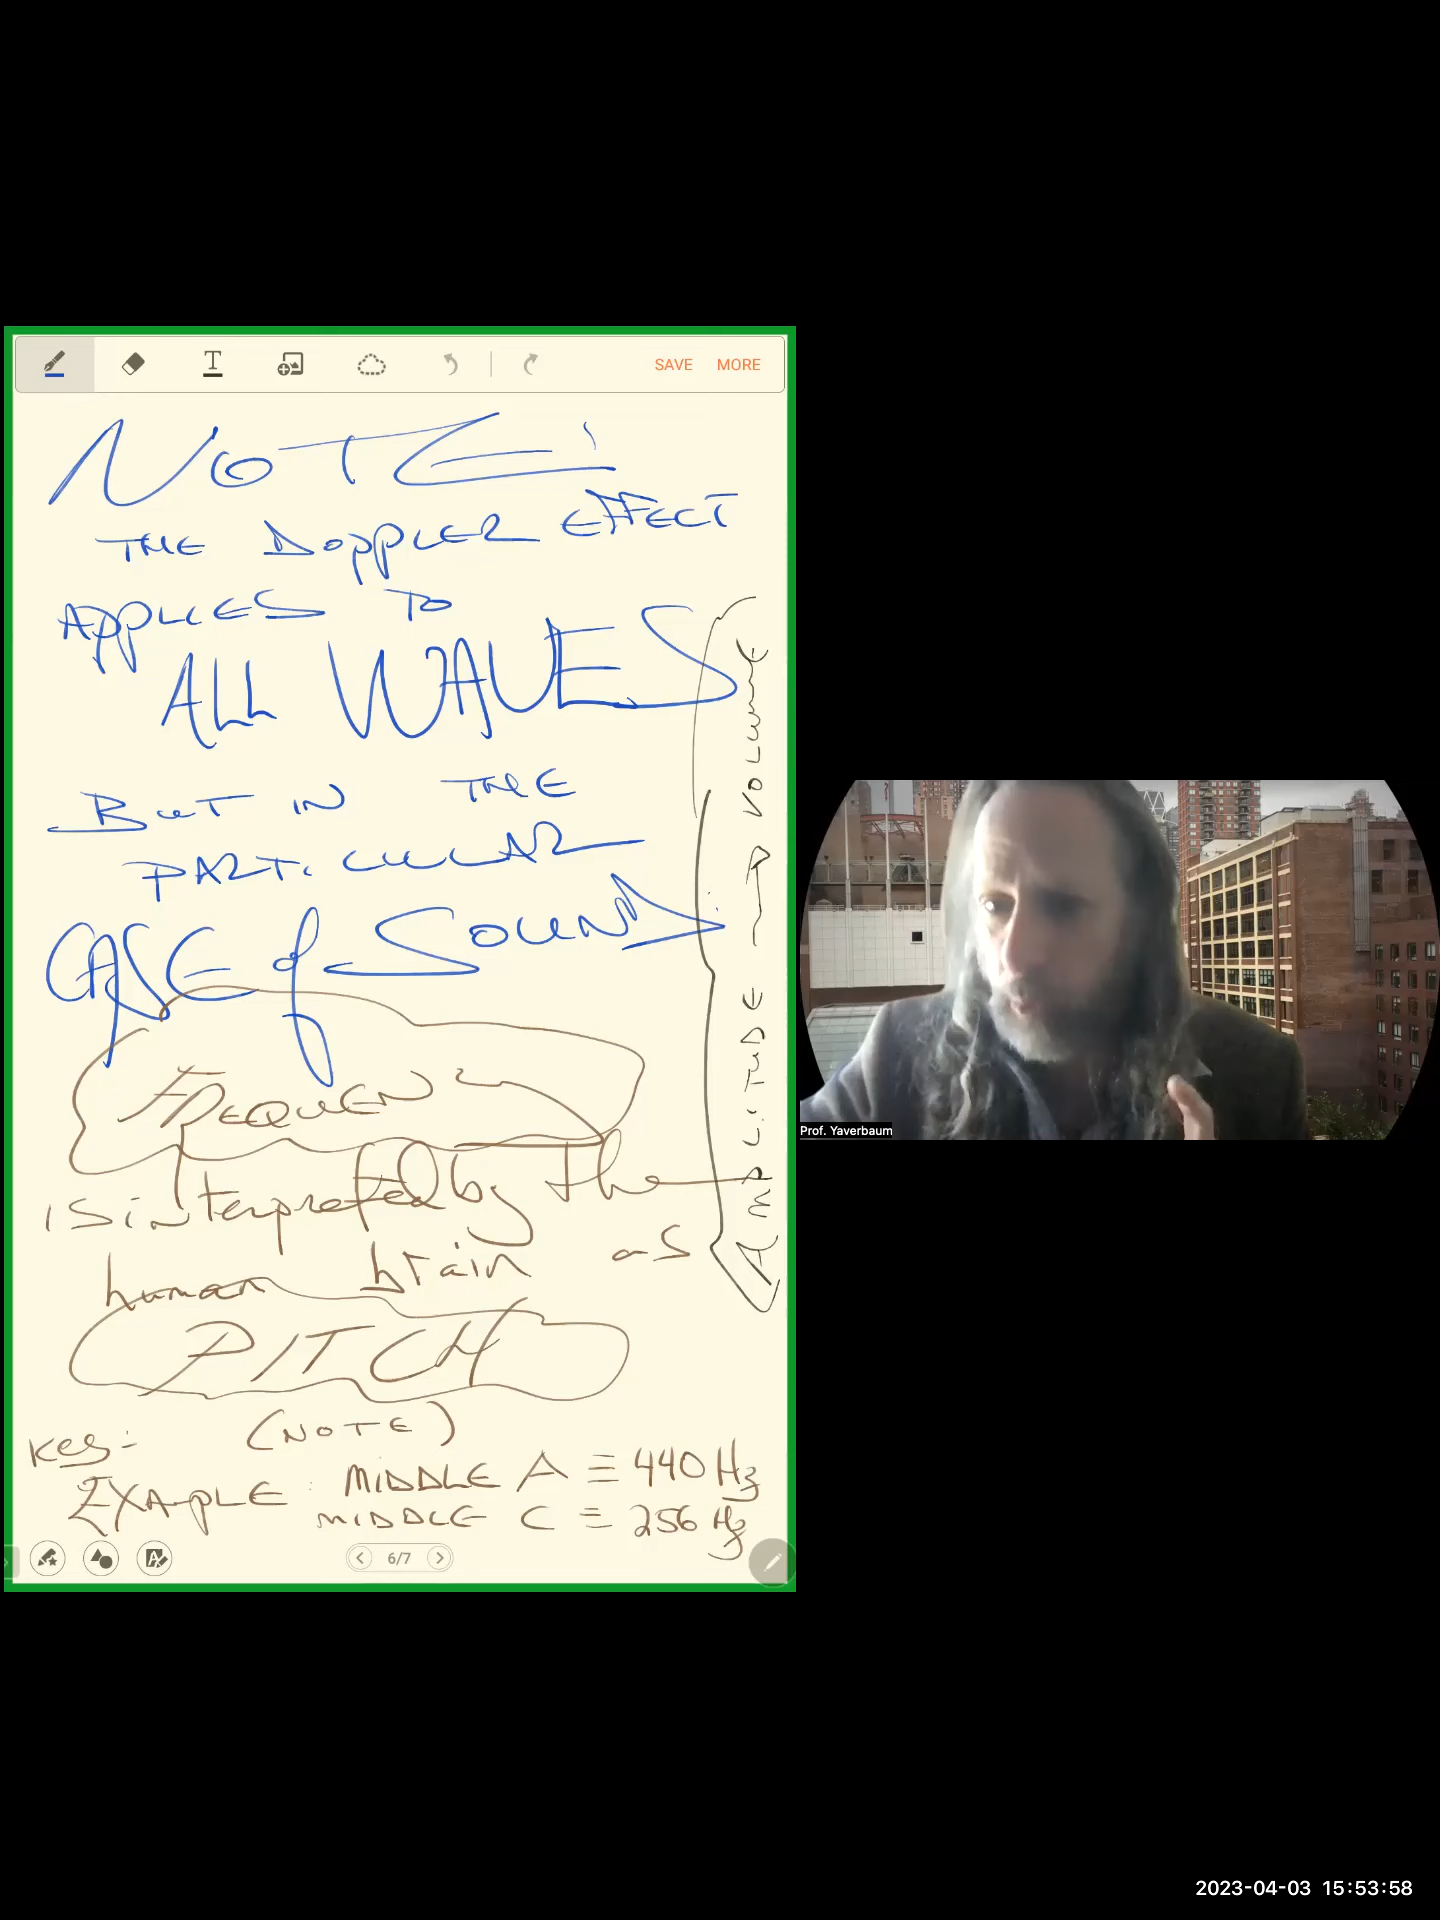 T
SAVE
MORE
NOTE:
THE DOPPLER EFFECT
APPLIES TO
ALL WAVES
BUT IN THE
PARTICULAR
CASE of SOUND
FREQUENCY
is interpreted by the
human brain as
PITCH
(NOTE)
Key:
EXAMPLE: MIDDLE A ≡ 440 Hz
MIDDLE C ≡ 256 Hz
AMPLITUDE → VOLUME
6/7
Prof. Yaverbaum
2023-04-03 15:53:58